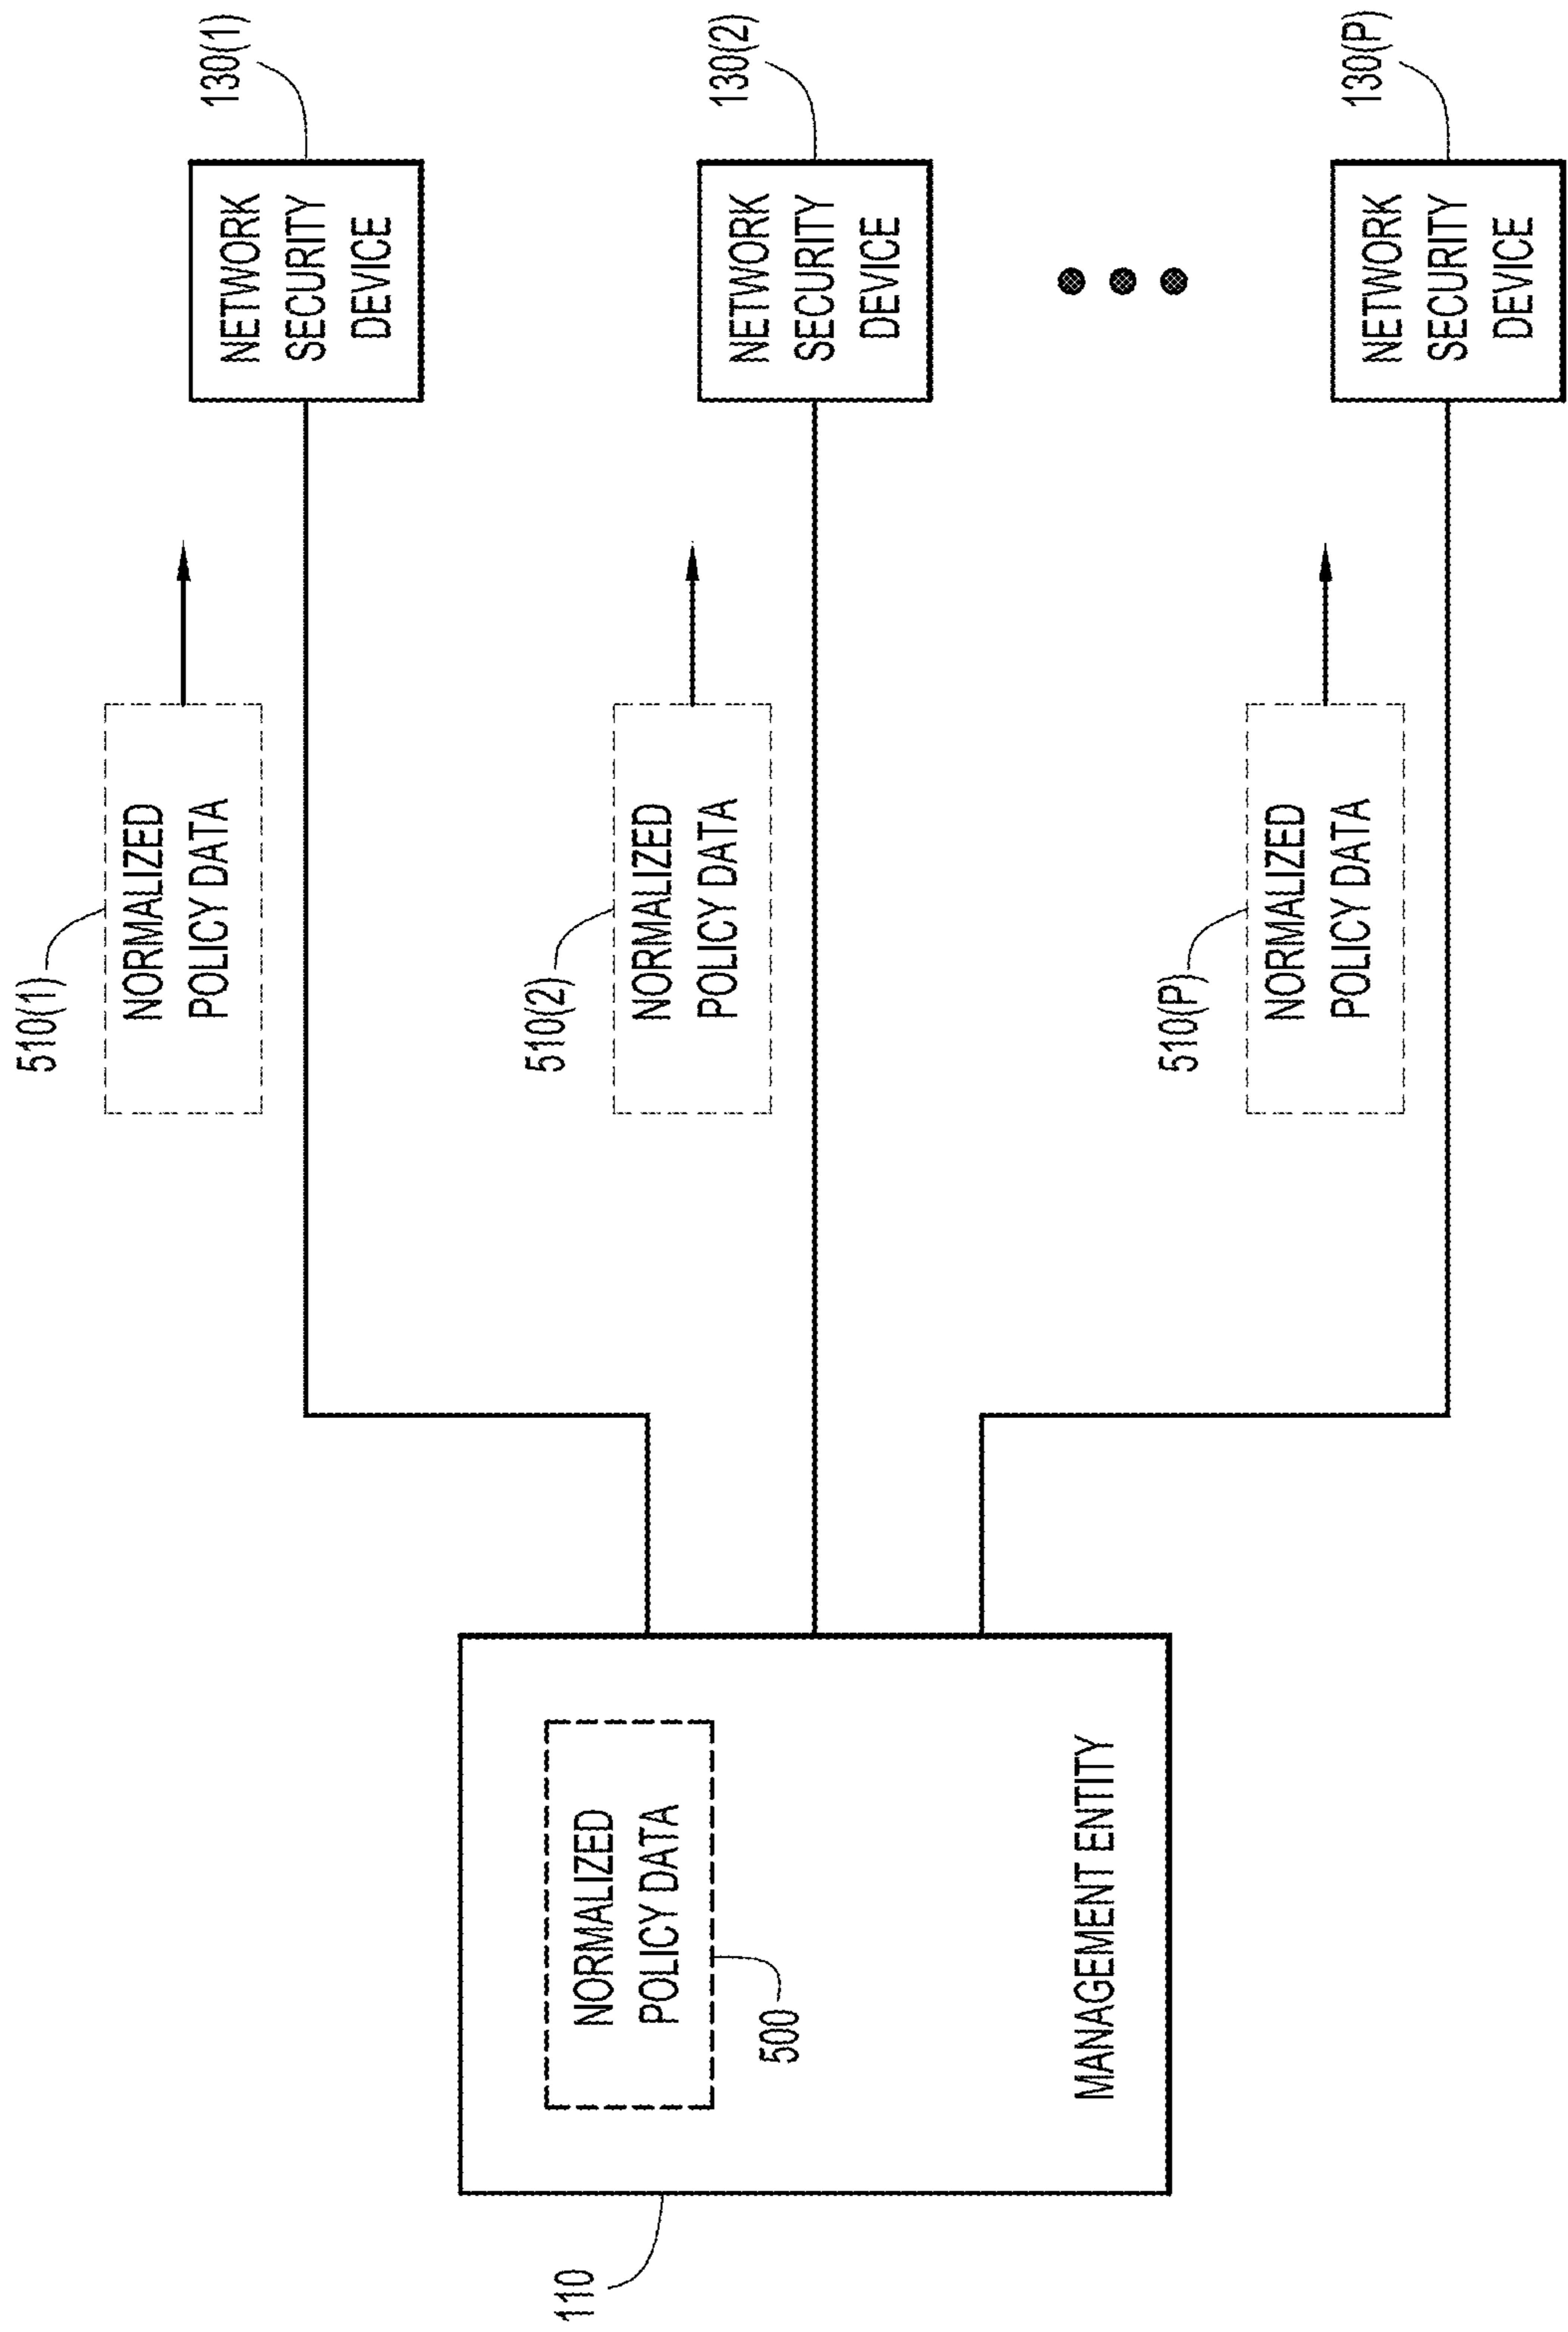 110
NORMALIZED
POLICY DATA
500
MANAGEMENT ENTITY
510(1)
NORMALIZED
POLICY DATA
130(1)
NETWORK
SECURITY
DEVICE
510(2)
NORMALIZED
POLICY DATA
130(2)
NETWORK
SECURITY
DEVICE
510(P)
NORMALIZED
POLICY DATA
130(P)
NETWORK
SECURITY
DEVICE